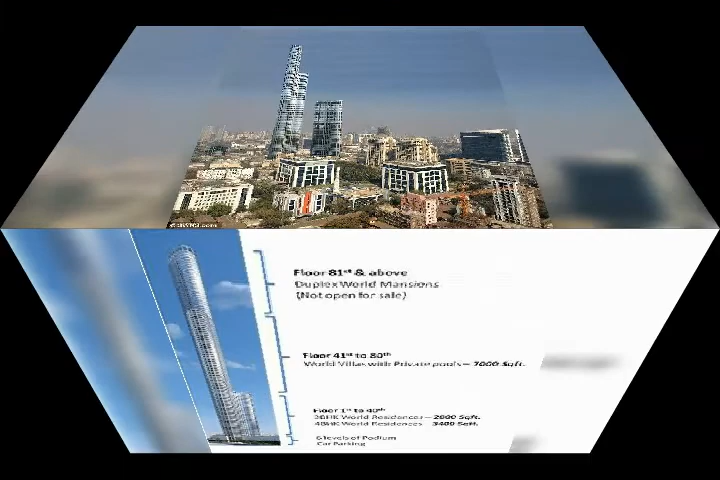 Floor 81st & above
Duplex World Mansions
(Not open for sale)
Floor 41st to 80th
World Villas with Private pools – 7000 Sqft.
Floor 1st to 40th
3BHK World Residences – 2000 Sqft.
4BHK World Residences – 3400 Sqft.
6 levels of Podium
Car Parking